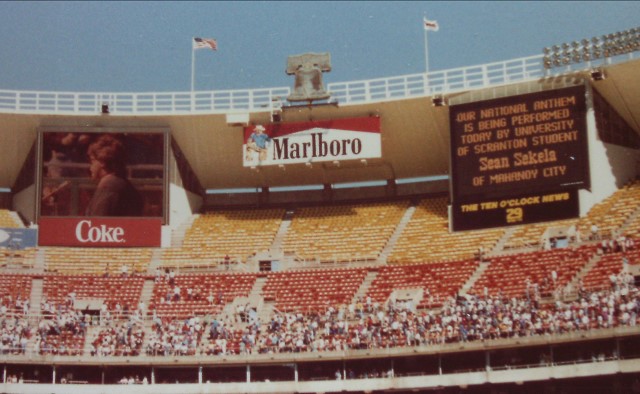 Marlboro
Coke
OUR NATIONAL ANTHEM
IS BEING PERFORMED
TODAY BY UNIVERSITY
OF SCRANTON STUDENT
Sean Sekela
OF MAHANOY CITY
THE TEN O'CLOCK NEWS
29